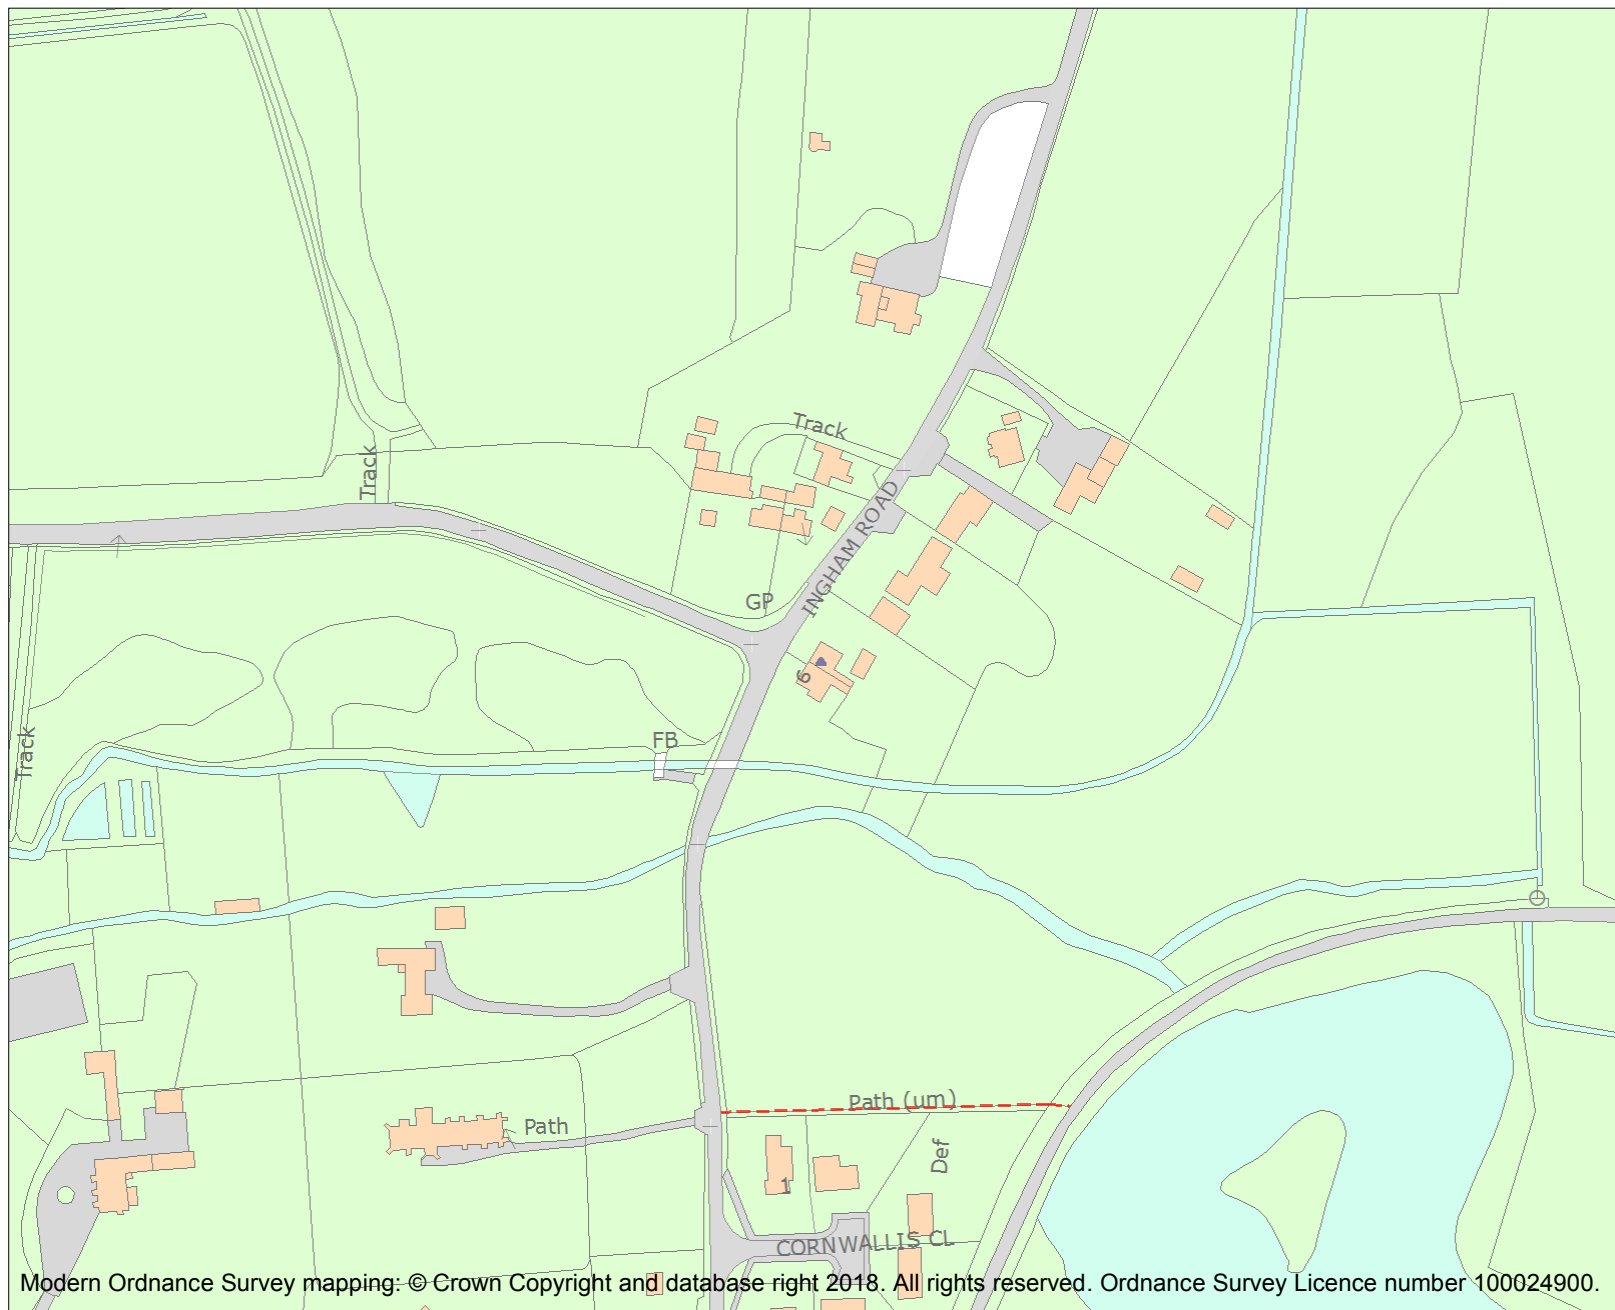 Track
Track
INGHAM ROAD
GP
6
Track
FB
Path (um)
Path
Def
1
CORNWALLIS CL
Modern Ordnance Survey mapping: © Crown Copyright and database right 2018. All rights reserved. Ordnance Survey Licence number 100024900.